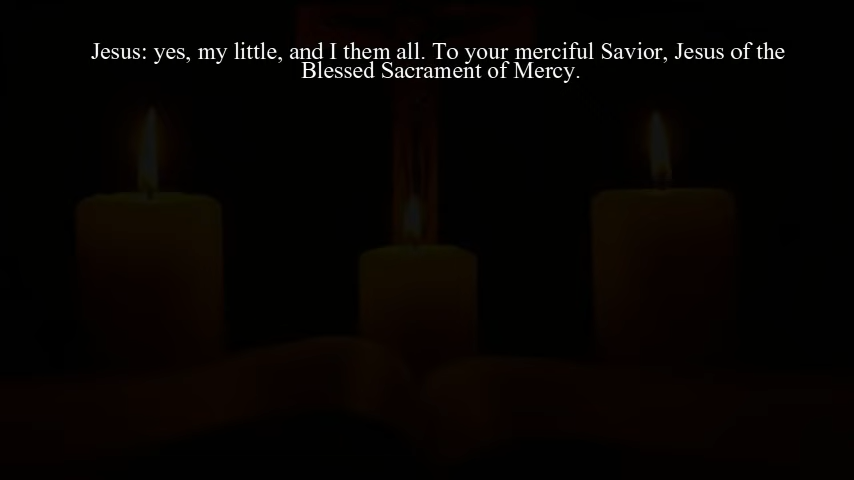 Jesus: yes, my little, and I them all. To your merciful Savior, Jesus of the
Blessed Sacrament of Mercy.